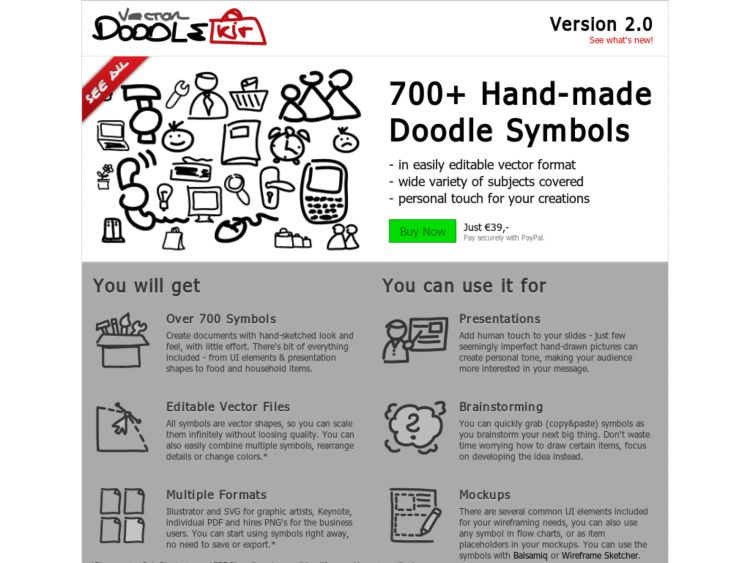 Vector
DOODLE KIT
Version 2.0
See what's new!
SEE ALL
700+ Hand-made
Doodle Symbols
- in easily editable vector format
- wide variety of subjects covered
- personal touch for your creations
Buy Now
Just €39,-
Pay securely with PayPal.
You will get
Over 700 Symbols
Create documents with hand-sketched look and
feel, with little effort. There's bit of everything
included - from UI elements & presentation
shapes to food and household items.
Editable Vector Files
All symbols are vector shapes, so you can scale
them infinitely without loosing quality. You can
also easily combine multiple symbols, rearrange
details or change colors.*
Multiple Formats
Illustrator and SVG for graphic artists, Keynote,
individual PDF and hires PNG's for the business
users. You can start using symbols right away,
no need to save or export.*
You can use it for
Presentations
Add human touch to your slides - just few
seemingly imperfect hand-drawn pictures can
create personal tone, making your audience
more interested in your message.
Brainstorming
You can quickly grab (copy&paste) symbols as
you brainstorm your next big thing. Don't waste
time worrying how to draw certain items, focus
on developing the idea instead.
Mockups
There are several common UI elements included
for your wireframing needs, you can also use
any symbol in flow charts, or as item
placeholders in your mockups. You can use the
symbols with Balsamiq or Wireframe Sketcher.